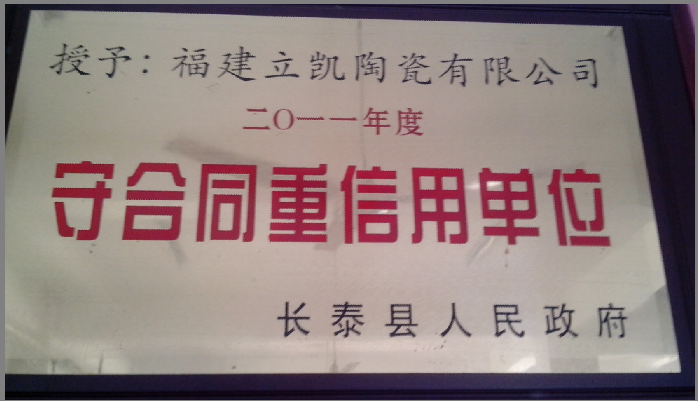 授予：福建立凯陶瓷有限公司
二〇一一年度
守合同重信用单位
长泰县人民政府